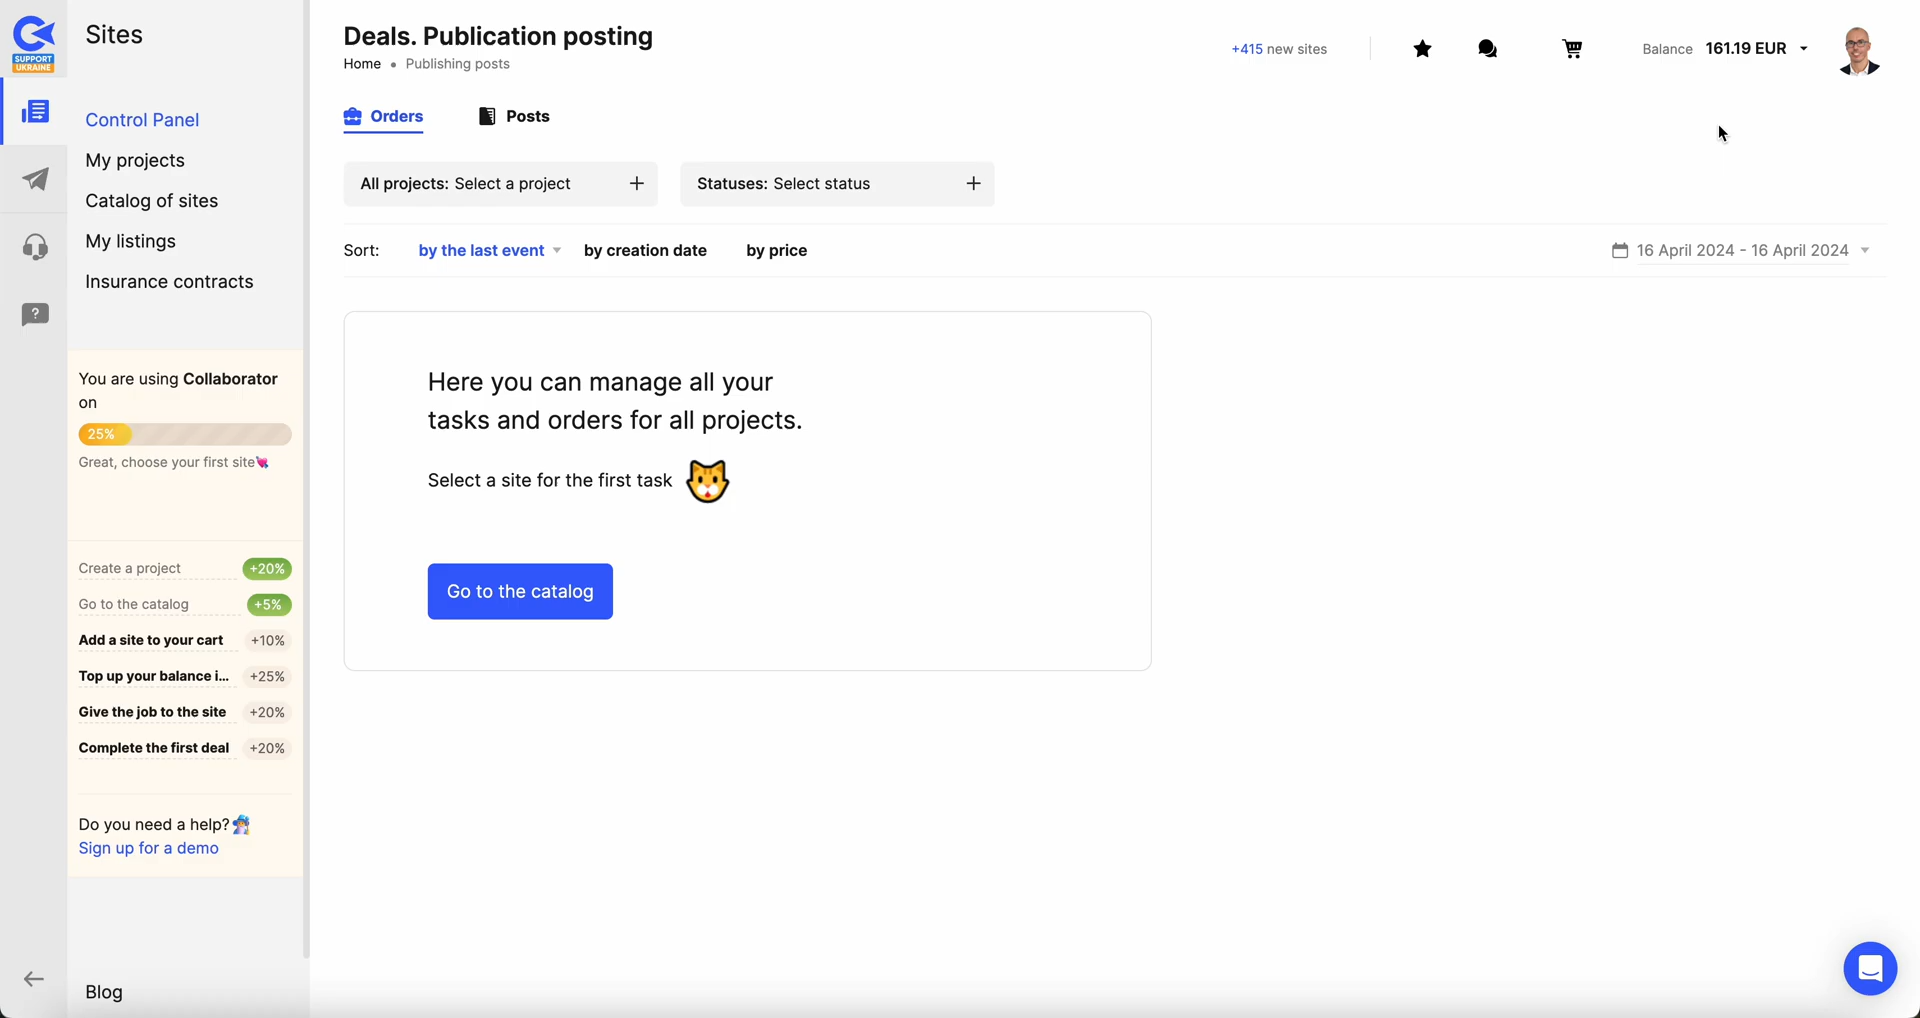 SUPPORT
UKRAINE
Sites
Control Panel
My projects
Catalog of sites
My listings
Insurance contracts
You are using Collaborator
on
25%
Great, choose your first site
Create a project +20%
Go to the catalog +5%
Add a site to your cart +10%
Top up your balance i... +25%
Give the job to the site +20%
Complete the first deal +20%
Do you need a help?
Sign up for a demo
Blog
Deals. Publication posting
Home • Publishing posts
+415 new sites
Balance 161.19 EUR
Orders Posts
All projects: Select a project +
Statuses: Select status +
Sort: by the last event by creation date by price
16 April 2024 - 16 April 2024
Here you can manage all your
tasks and orders for all projects.
Select a site for the first task
Go to the catalog